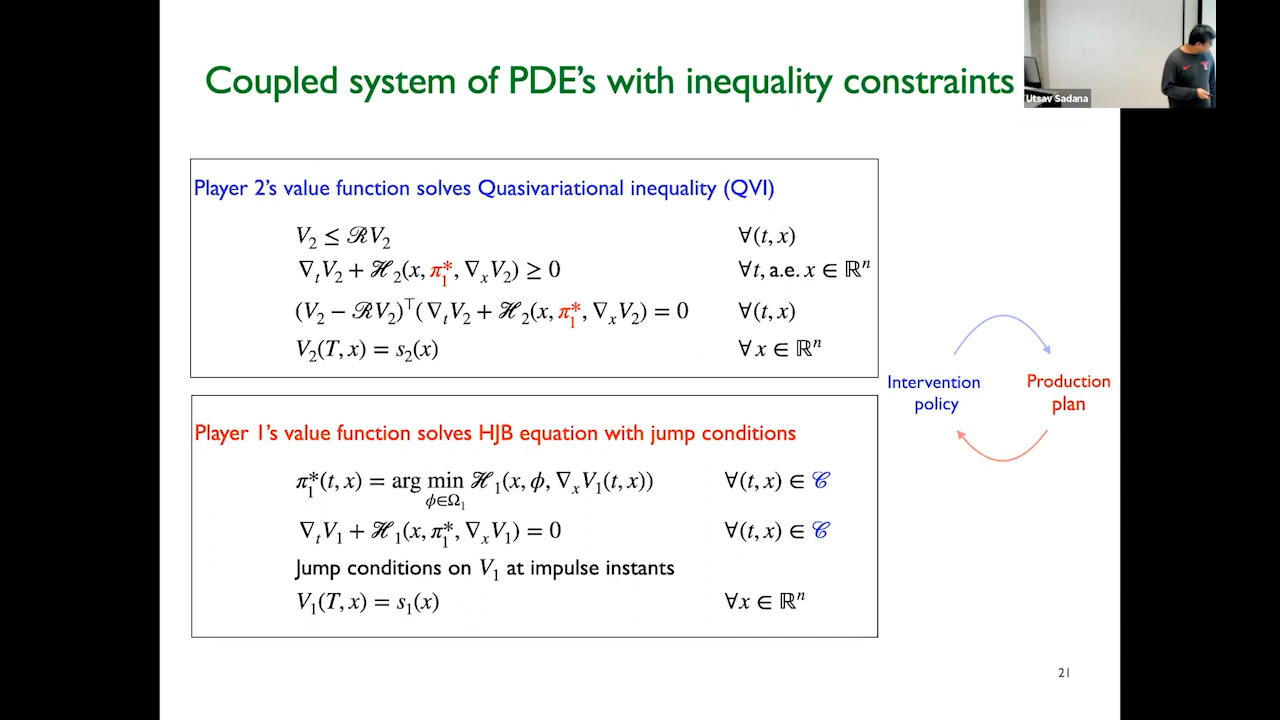 Coupled system of PDE's with inequality constraints
Utsav Sadana
Player 2's value function solves Quasivariational inequality (QVI)
V₂ ≤ ℛV₂ ∀(t, x)
∇ₜV₂ + ℋ₂(x, π₁*, ∇ₓV₂) ≥ 0 ∀t, a.e. x ∈ ℝⁿ
(V₂ − ℛV₂)ᵀ(∇ₜV₂ + ℋ₂(x, π₁*, ∇ₓV₂) = 0 ∀(t, x)
V₂(T, x) = s₂(x) ∀x ∈ ℝⁿ
Intervention policy
Production plan
Player 1's value function solves HJB equation with jump conditions
π₁*(t, x) = arg min ℋ₁(x, ϕ, ∇ₓV₁(t, x)) ∀(t, x) ∈ 𝒞
ϕ∈Ω₁
∇ₜV₁ + ℋ₁(x, π₁*, ∇ₓV₁) = 0 ∀(t, x) ∈ 𝒞
Jump conditions on V₁ at impulse instants
V₁(T, x) = s₁(x) ∀x ∈ ℝⁿ
21